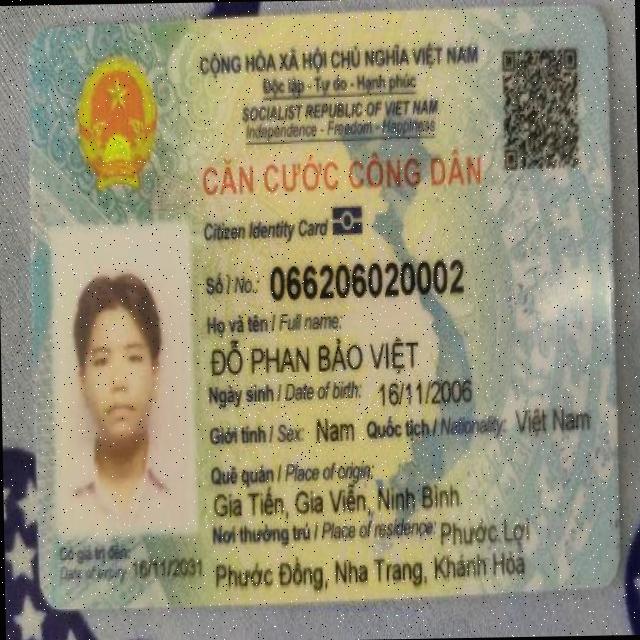 CỘNG HÒA XÃ HỘI CHỦ NGHĨA VIỆT NAM
Độc lập - Tự do - Hạnh phúc
SOCIALIST REPUBLIC OF VIET NAM
Independence - Freedom - Happiness
CĂN CƯỚC CÔNG DÂN
Citizen Identity Card
Số / No.: 066206020002
Họ và tên / Full name:
ĐỖ PHAN BẢO VIỆT
Ngày sinh / Date of birth: 16/11/2006
Giới tính / Sex: Nam Quốc tịch / Nationality: Việt Nam
Quê quán / Place of origin:
Gia Tiến, Gia Viễn, Ninh Bình
Nơi thường trú / Place of residence: Phước Lợi
Phước Đồng, Nha Trang, Khánh Hòa
Có giá trị đến:
Date of expiry 16/11/2031